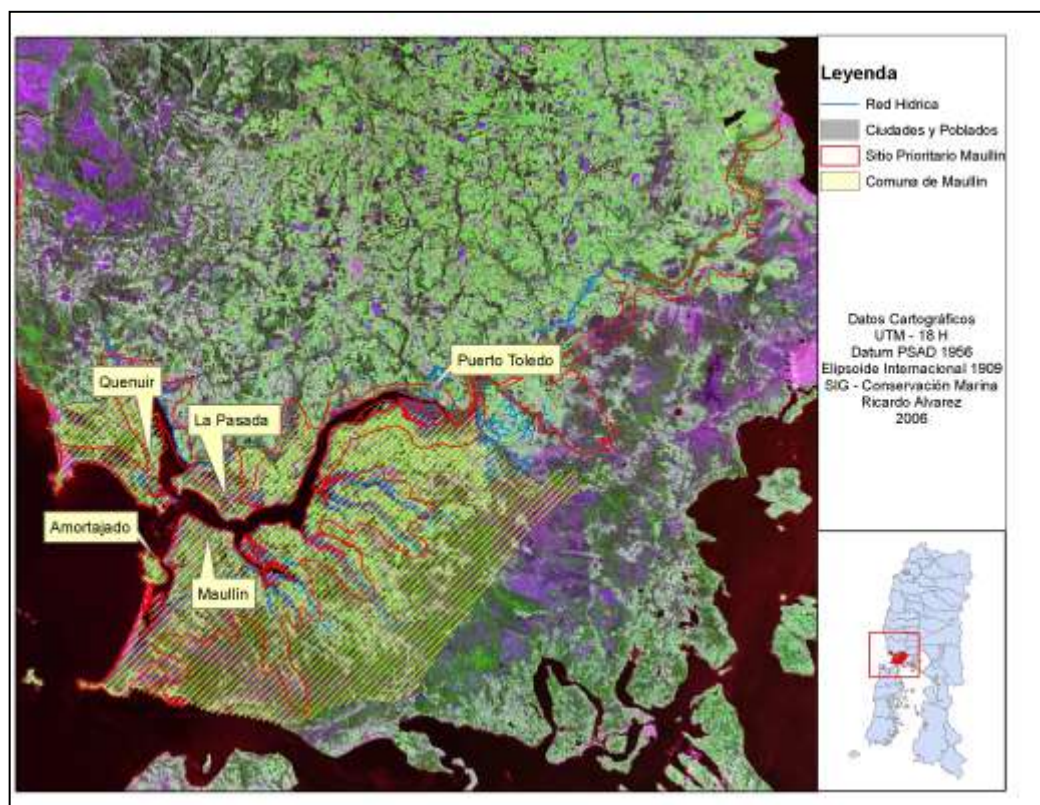 Leyenda
Red Hidrica
Ciudades y Poblados
Sitio Prioritario Maullin
Comuna de Maullin
Puerto Toledo
Quenuir
La Pasada
Amortajado
Maullin
Datos Cartográficos
UTM - 18 H
Datum PSAD 1956
Elipsoide Internacional 1909
SIG - Conservación Marina
Ricardo Alvarez
2006